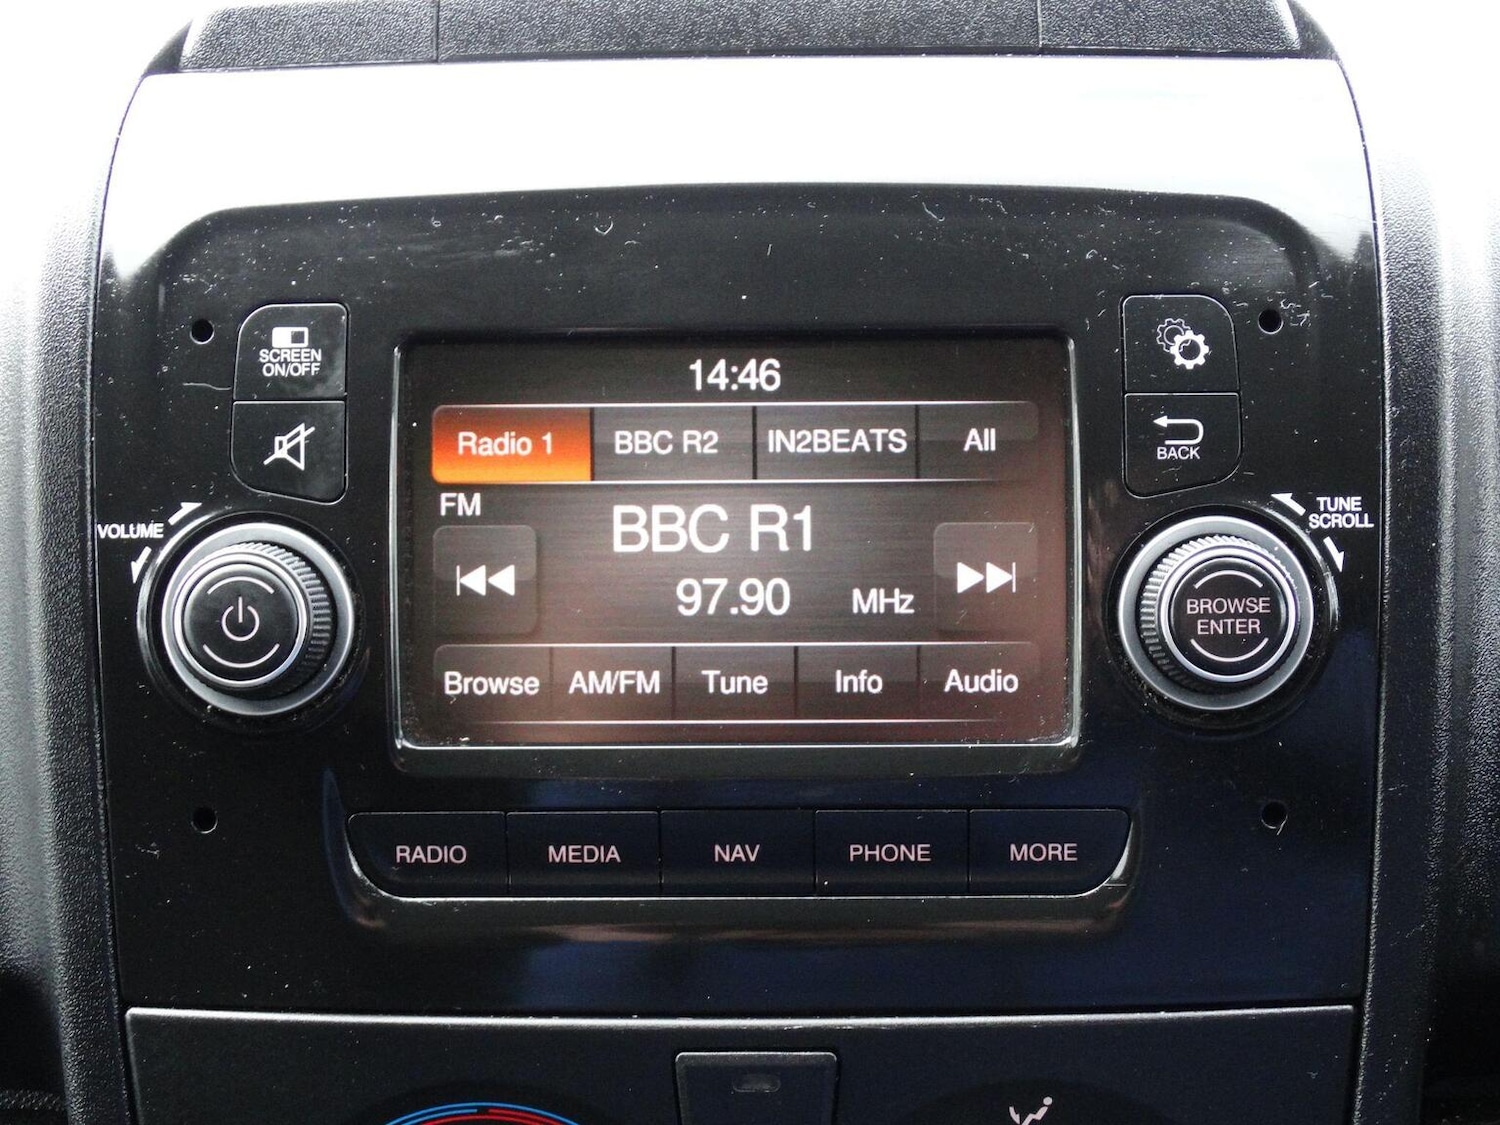 14:46
SCREEN
ON/OFF
Radio 1 BBC R2 IN2BEATS All
BACK
FM
BBC R1
VOLUME
TUNE
SCROLL
97.90 MHz
BROWSE
ENTER
Browse AM/FM Tune Info Audio
RADIO MEDIA NAV PHONE MORE